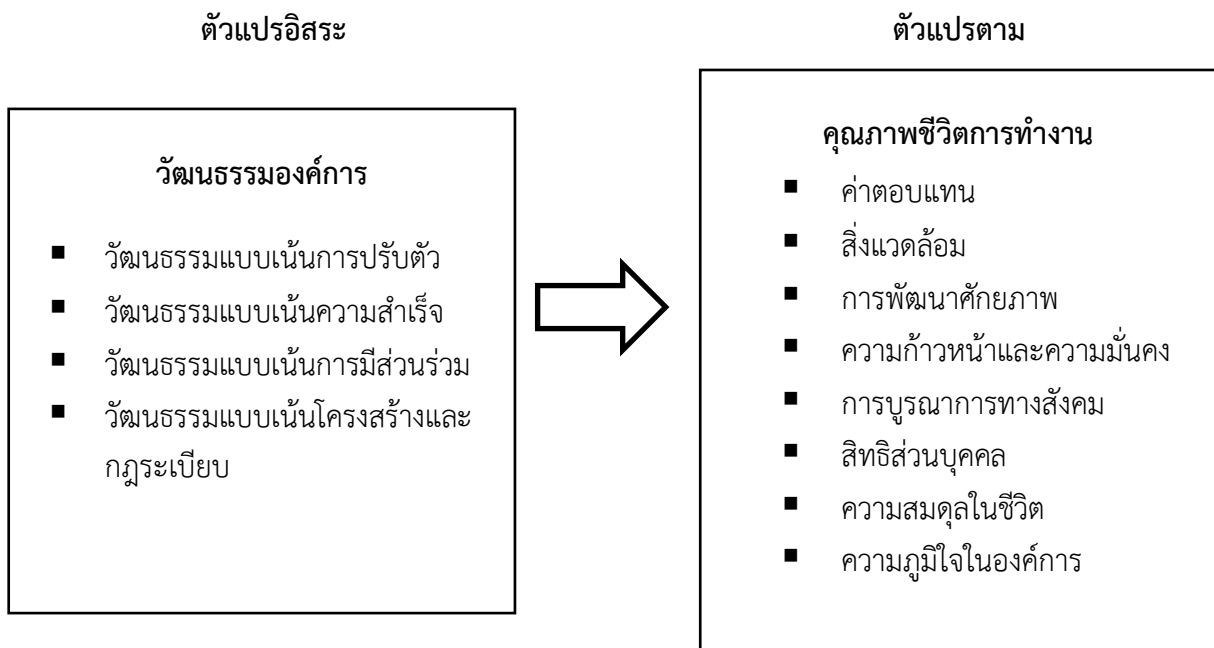 ตัวแปรอิสระ
ตัวแปรตาม
วัฒนธรรมองค์การ
■ วัฒนธรรมแบบเน้นการปรับตัว
■ วัฒนธรรมแบบเน้นความสำเร็จ
■ วัฒนธรรมแบบเน้นการมีส่วนร่วม
■ วัฒนธรรมแบบเน้นโครงสร้างและ
กฎระเบียบ
คุณภาพชีวิตการทำงาน
■ ค่าตอบแทน
■ สิ่งแวดล้อม
■ การพัฒนาศักยภาพ
■ ความก้าวหน้าและความมั่นคง
■ การบูรณาการทางสังคม
■ สิทธิส่วนบุคคล
■ ความสมดุลในชีวิต
■ ความภูมิใจในองค์การ